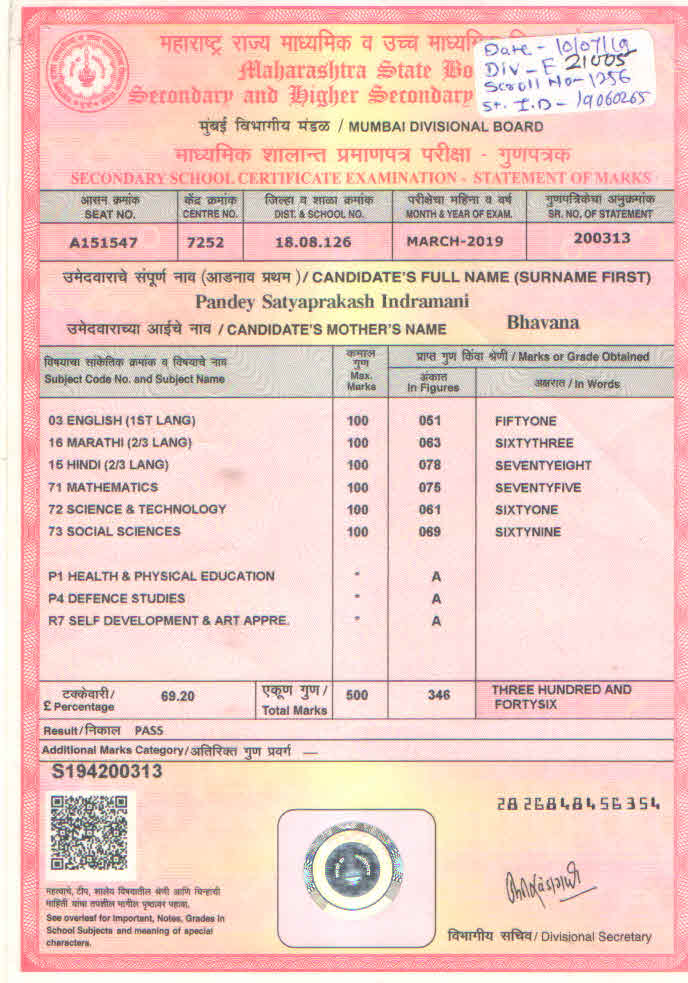 महाराष्ट्र राज्य माध्यमिक व उच्च माध्यमि
Maharashtra State Bo
Secondary and Higher Secondary
Date - 10/07/19
Div - E 21005
Scroll No - 1256
St. I.D - 19060265
मुंबई विभागीय मंडळ / MUMBAI DIVISIONAL BOARD
माध्यमिक शालान्त प्रमाणपत्र परीक्षा - गुणपत्रक
SECONDARY SCHOOL CERTIFICATE EXAMINATION - STATEMENT OF MARKS
आसन क्रमांक केंद्र क्रमांक जिल्हा व शाळा क्रमांक परीक्षेचा महिना व वर्ष गुणपत्रिकेचा अनुक्रमांक
SEAT NO. CENTRE NO. DIST. & SCHOOL NO. MONTH & YEAR OF EXAM. SR. NO. OF STATEMENT
A151547 7252 18.08.126 MARCH-2019 200313
उमेदवाराचे संपूर्ण नाव (आडनाव प्रथम )/ CANDIDATE'S FULL NAME (SURNAME FIRST)
Pandey Satyaprakash Indramani
उमेदवाराच्या आईचे नाव / CANDIDATE'S MOTHER'S NAME Bhavana
विषयाचा सांकेतिक क्रमांक व विषयाचे नाव
Subject Code No. and Subject Name
कमाल
गुण
Max.
Marks
प्राप्त गुण किंवा श्रेणी / Marks or Grade Obtained
अंकात
In Figures
अक्षरात / In Words
03 ENGLISH (1ST LANG) 100 051 FIFTYONE
16 MARATHI (2/3 LANG) 100 063 SIXTYTHREE
15 HINDI (2/3 LANG) 100 078 SEVENTYEIGHT
71 MATHEMATICS 100 075 SEVENTYFIVE
72 SCIENCE & TECHNOLOGY 100 061 SIXTYONE
73 SOCIAL SCIENCES 100 069 SIXTYNINE
P1 HEALTH & PHYSICAL EDUCATION * A
P4 DEFENCE STUDIES * A
R7 SELF DEVELOPMENT & ART APPRE. * A
टक्केवारी/
£ Percentage
69.20
एकूण गुण /
Total Marks
500 346
THREE HUNDRED AND
FORTYSIX
Result/निकाल PASS
Additional Marks Category/अतिरिक्त गुण प्रवर्ग —
S194200313
2826848456354
महत्वाचे, टीप, शालेय विषयातील श्रेणी आणि चिन्हांची
माहिती यांचा तपशील मागील पृष्ठावर पहावा.
See overleaf for Important, Notes, Grades in
School Subjects and meaning of special
characters.
विभागीय सचिव/ Divisional Secretary